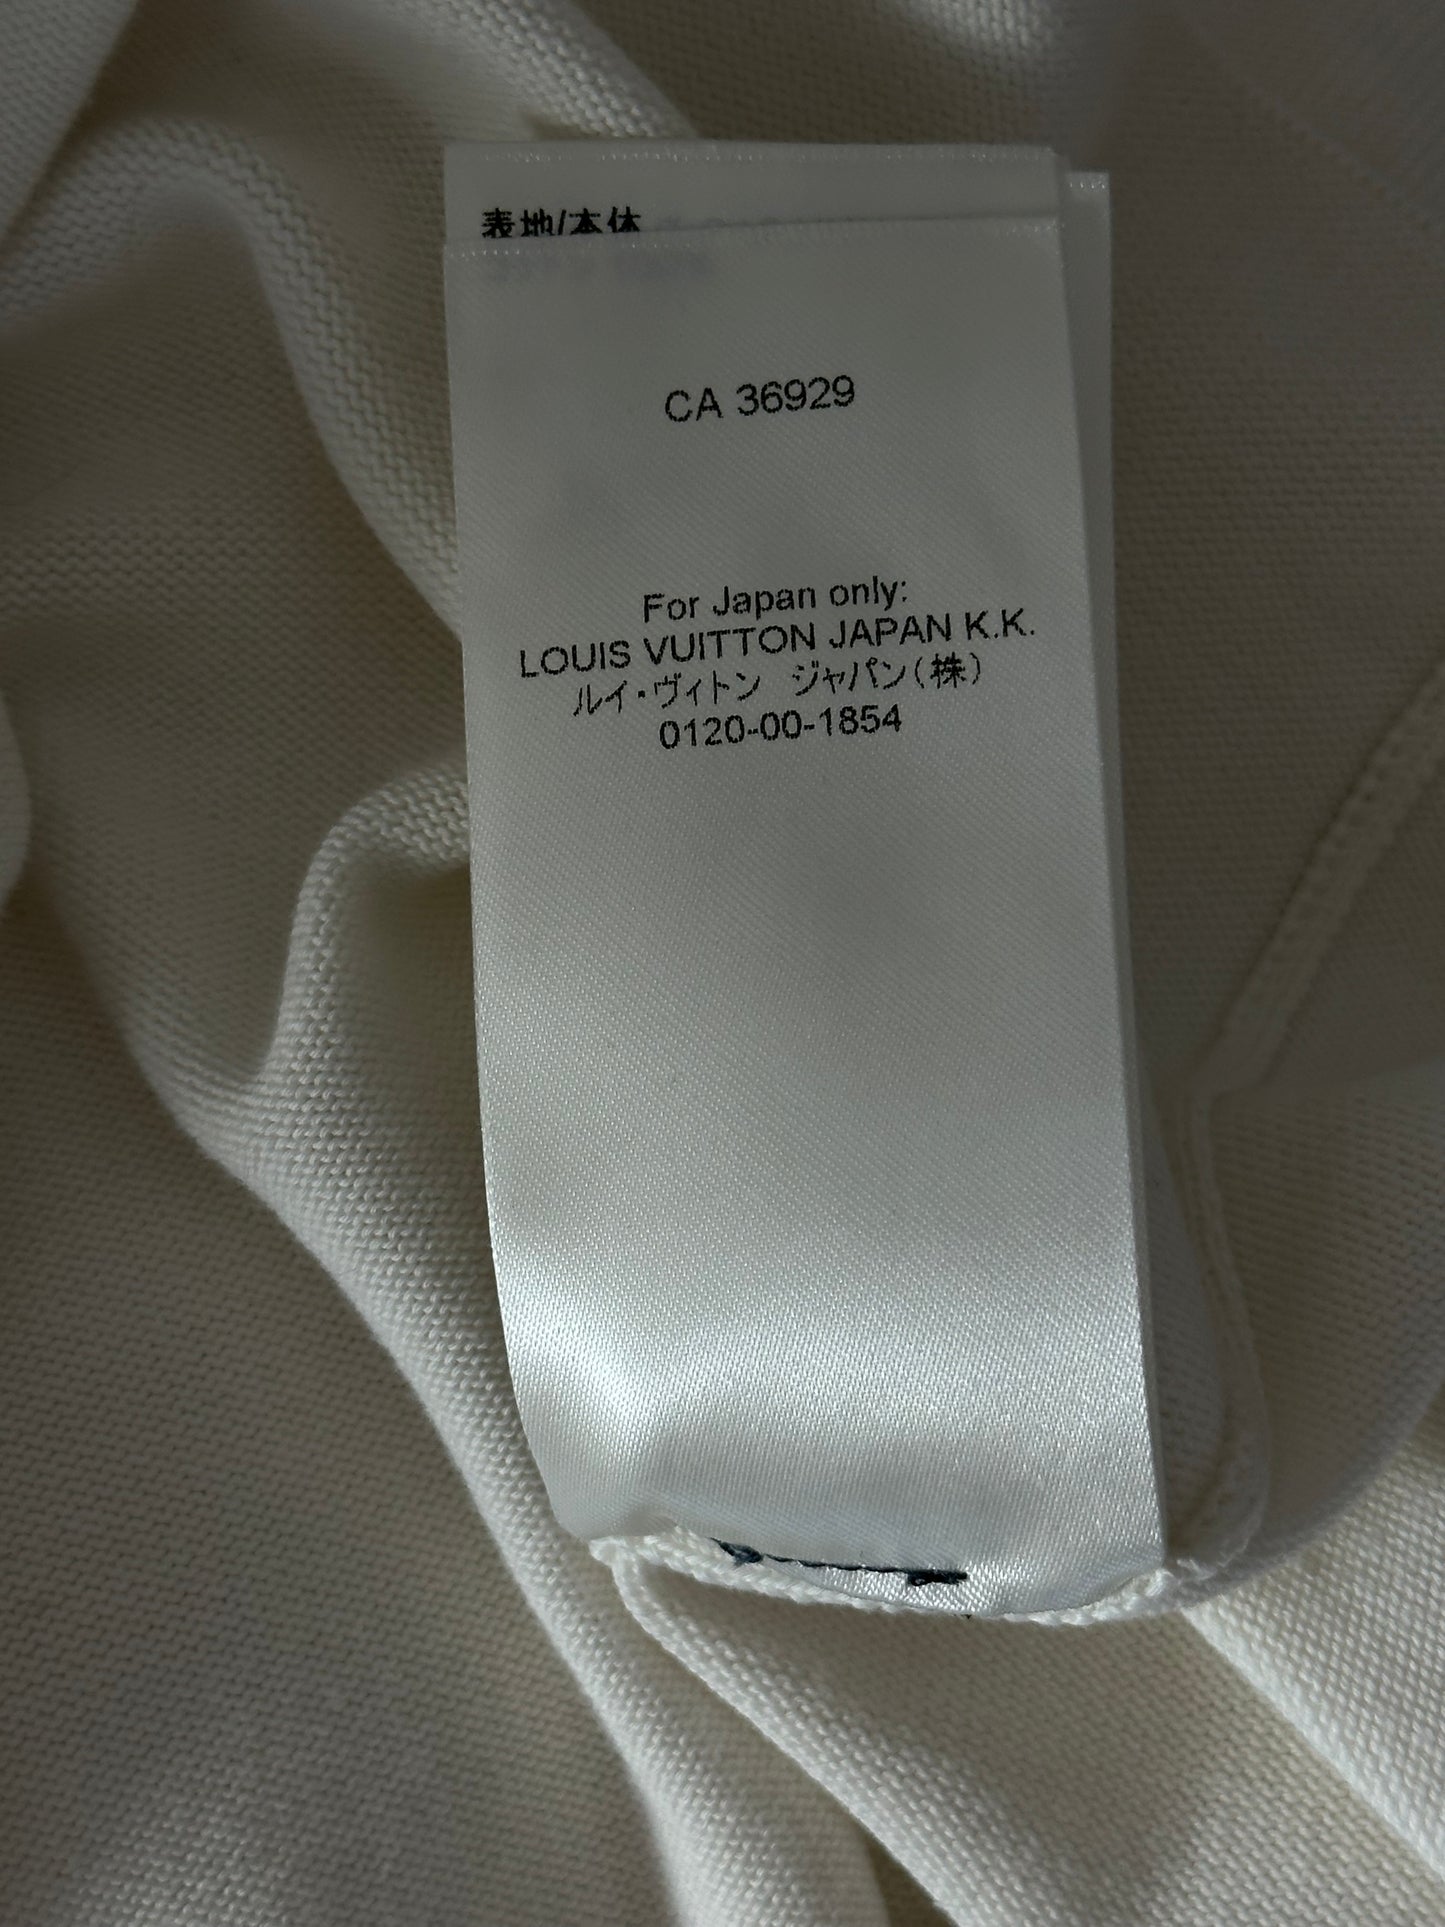 表地/本体
CA 36929
For Japan only:
LOUIS VUITTON JAPAN K.K.
ルイ・ヴィトン ジャパン(株)
0120-00-1854